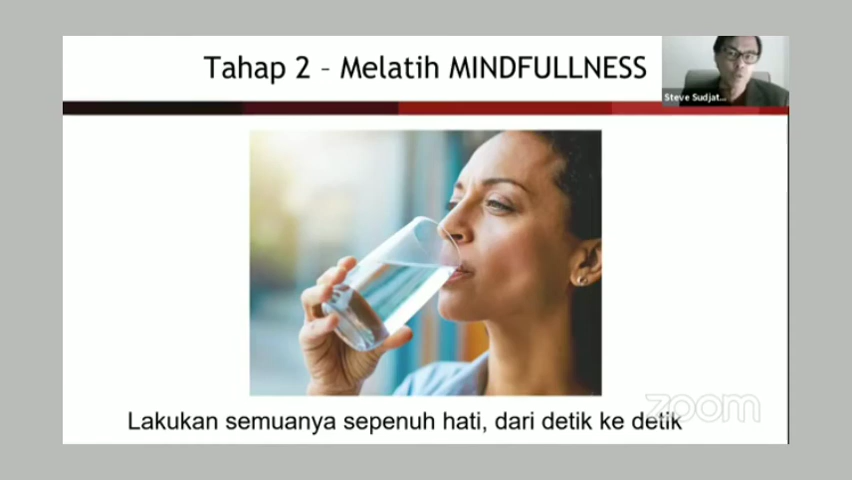 Tahap 2 – Melatih MINDFULLNESS
Steve Sudjat...
Lakukan semuanya sepenuh hati, dari detik ke detik
zoom